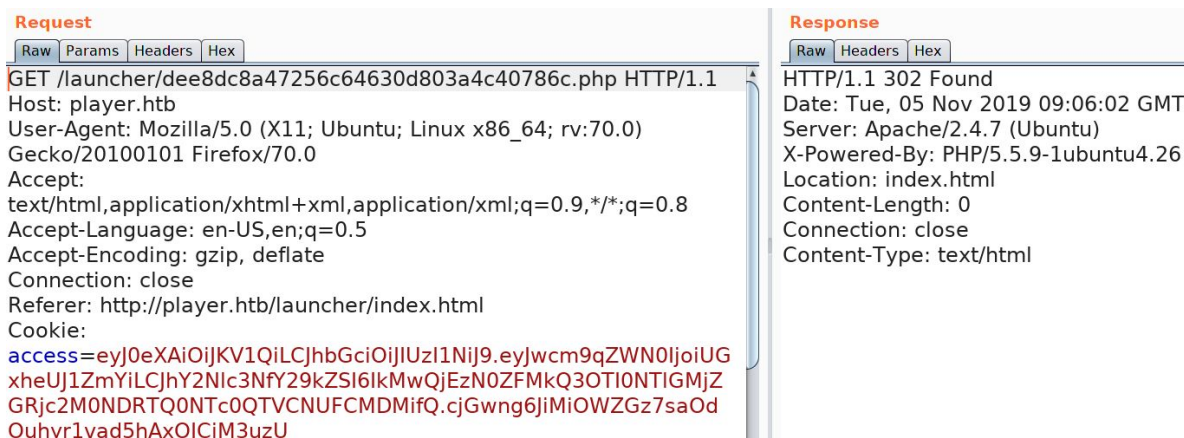 Request
Raw Params Headers Hex
GET /launcher/dee8dc8a47256c64630d803a4c40786c.php HTTP/1.1
Host: player.htb
User-Agent: Mozilla/5.0 (X11; Ubuntu; Linux x86_64; rv:70.0)
Gecko/20100101 Firefox/70.0
Accept:
text/html,application/xhtml+xml,application/xml;q=0.9,*/*;q=0.8
Accept-Language: en-US,en;q=0.5
Accept-Encoding: gzip, deflate
Connection: close
Referer: http://player.htb/launcher/index.html
Cookie:
access=eyJ0eXAiOiJKV1QiLCJhbGciOiJIUzI1NiJ9.eyJwcm9qZWN0IjoiUG
xheUJ1ZmYiLCJhY2Nlc3NfY29kZSI6IkMwQjEzN0ZFMkQ3OTI0NTlGMjZ
GRjc2M0NDRTQ0NTc0QTVCNUFCMDMifQ.cjGwng6JiMiOWZGz7saOd
Ouhyr1vad5hAxOJCiM3uzU
Response
Raw Headers Hex
HTTP/1.1 302 Found
Date: Tue, 05 Nov 2019 09:06:02 GMT
Server: Apache/2.4.7 (Ubuntu)
X-Powered-By: PHP/5.5.9-1ubuntu4.26
Location: index.html
Content-Length: 0
Connection: close
Content-Type: text/html